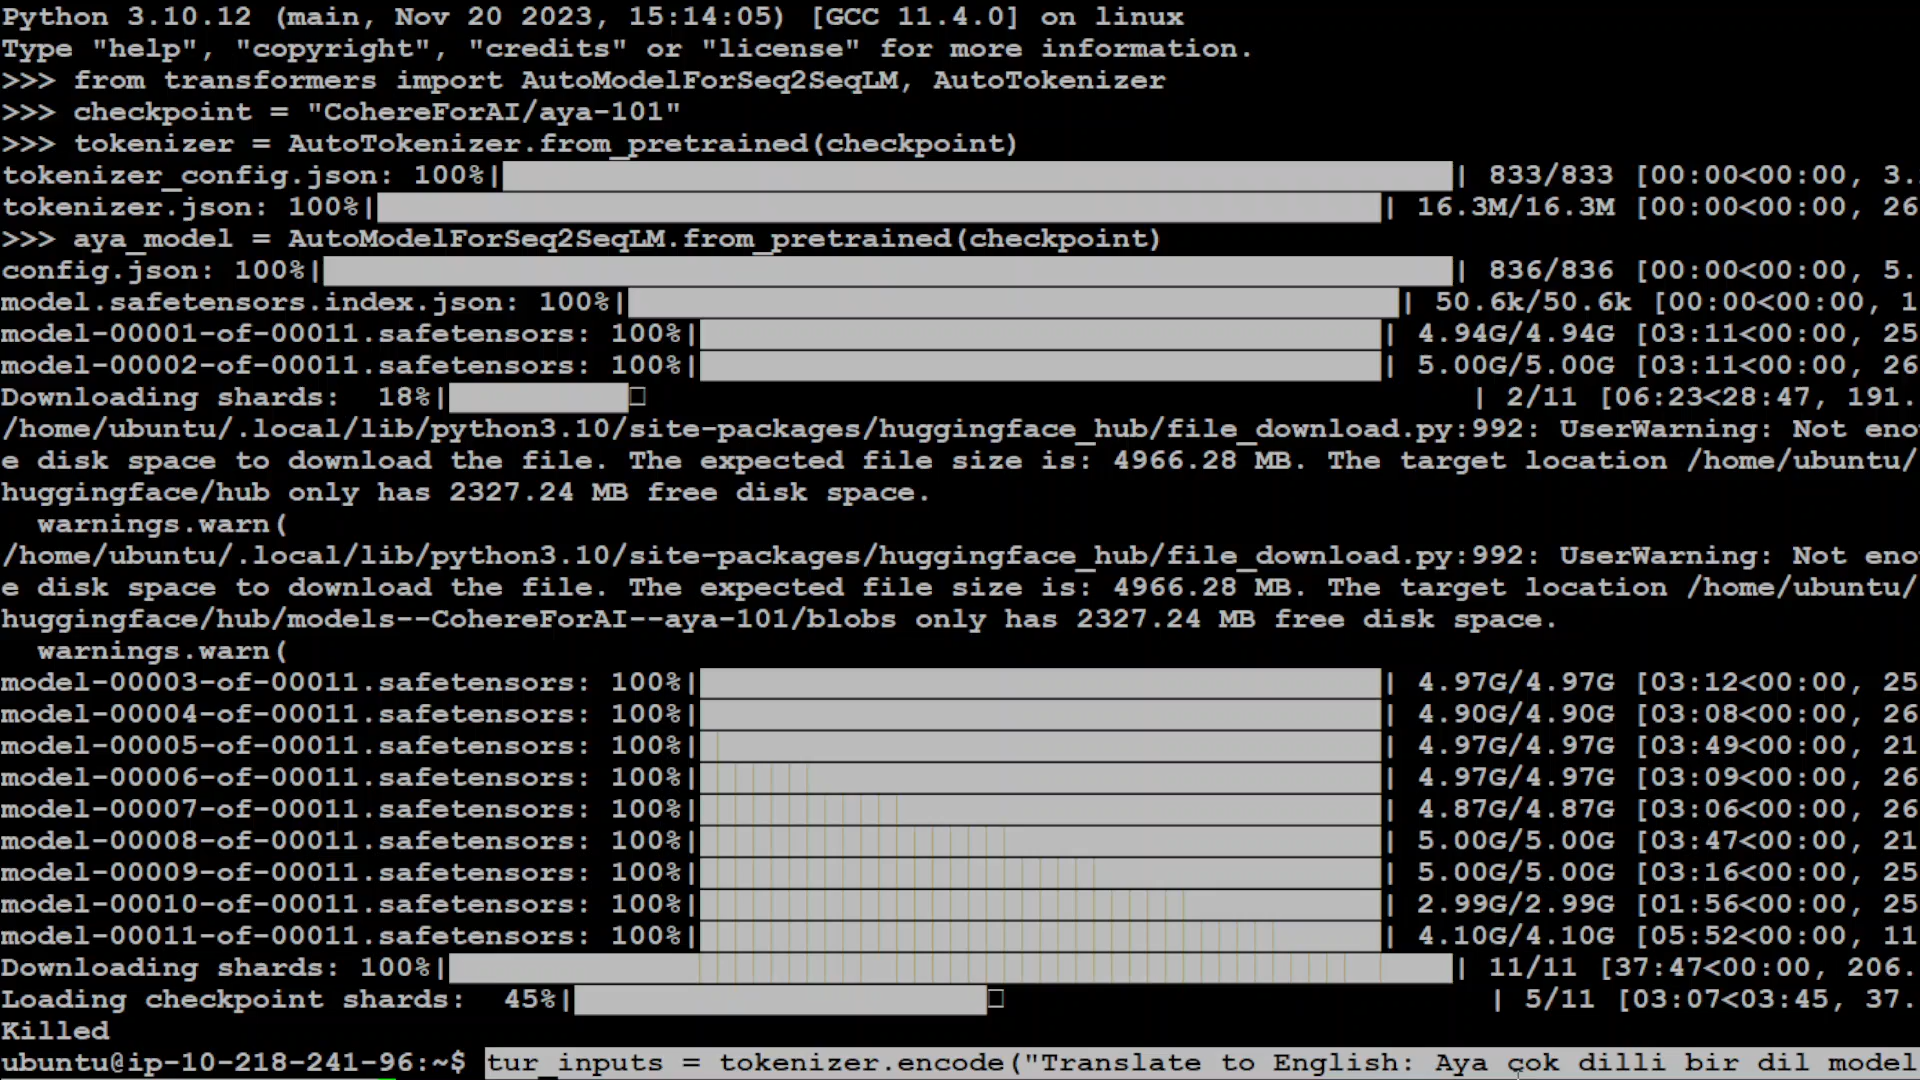 Python 3.10.12 (main, Nov 20 2023, 15:14:05) [GCC 11.4.0] on linux
Type "help", "copyright", "credits" or "license" for more information.
>>> from transformers import AutoModelForSeq2SeqLM, AutoTokenizer
>>> checkpoint = "CohereForAI/aya-101"
>>> tokenizer = AutoTokenizer.from_pretrained(checkpoint)
tokenizer_config.json: 100%| | 833/833 [00:00<00:00, 3.
tokenizer.json: 100%| | 16.3M/16.3M [00:00<00:00, 26
>>> aya_model = AutoModelForSeq2SeqLM.from_pretrained(checkpoint)
config.json: 100%| | 836/836 [00:00<00:00, 5.
model.safetensors.index.json: 100%| | 50.6k/50.6k [00:00<00:00, 1
model-00001-of-00011.safetensors: 100%| | 4.94G/4.94G [03:11<00:00, 25
model-00002-of-00011.safetensors: 100%| | 5.00G/5.00G [03:11<00:00, 26
Downloading shards: 18%| | 2/11 [06:23<28:47, 191.
/home/ubuntu/.local/lib/python3.10/site-packages/huggingface_hub/file_download.py:992: UserWarning: Not eno
e disk space to download the file. The expected file size is: 4966.28 MB. The target location /home/ubuntu/
huggingface/hub only has 2327.24 MB free disk space.
warnings.warn(
/home/ubuntu/.local/lib/python3.10/site-packages/huggingface_hub/file_download.py:992: UserWarning: Not eno
e disk space to download the file. The expected file size is: 4966.28 MB. The target location /home/ubuntu/
huggingface/hub/models--CohereForAI--aya-101/blobs only has 2327.24 MB free disk space.
warnings.warn(
model-00003-of-00011.safetensors: 100%| | 4.97G/4.97G [03:12<00:00, 25
model-00004-of-00011.safetensors: 100%| | 4.90G/4.90G [03:08<00:00, 26
model-00005-of-00011.safetensors: 100%| | 4.97G/4.97G [03:49<00:00, 21
model-00006-of-00011.safetensors: 100%| | 4.97G/4.97G [03:09<00:00, 26
model-00007-of-00011.safetensors: 100%| | 4.87G/4.87G [03:06<00:00, 26
model-00008-of-00011.safetensors: 100%| | 5.00G/5.00G [03:47<00:00, 21
model-00009-of-00011.safetensors: 100%| | 5.00G/5.00G [03:16<00:00, 25
model-00010-of-00011.safetensors: 100%| | 2.99G/2.99G [01:56<00:00, 25
model-00011-of-00011.safetensors: 100%| | 4.10G/4.10G [05:52<00:00, 11
Downloading shards: 100%| | 11/11 [37:47<00:00, 206.
Loading checkpoint shards: 45%| | 5/11 [03:07<03:45, 37.
Killed
ubuntu@ip-10-218-241-96:~$ tur_inputs = tokenizer.encode("Translate to English: Aya çok dilli bir dil model